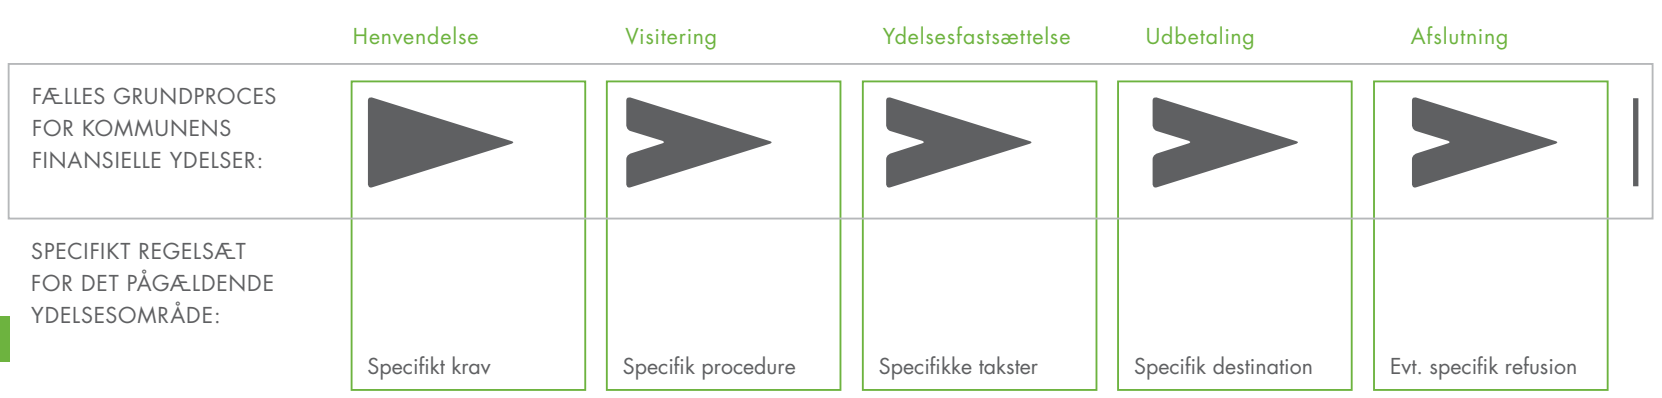 Henvendelse
Visitering
Ydelsesfastsættelse
Udbetaling
Afslutning
FÆLLES GRUNDPROCES
FOR KOMMUNENS
FINANSIELLE YDELSER:
SPECIFIKT REGELSÆT
FOR DET PÅGÆLDENDE
YDELSESOMRÅDE:
Specifikt krav
Specifik procedure
Specifikke takster
Specifik destination
Evt. specifik refusion